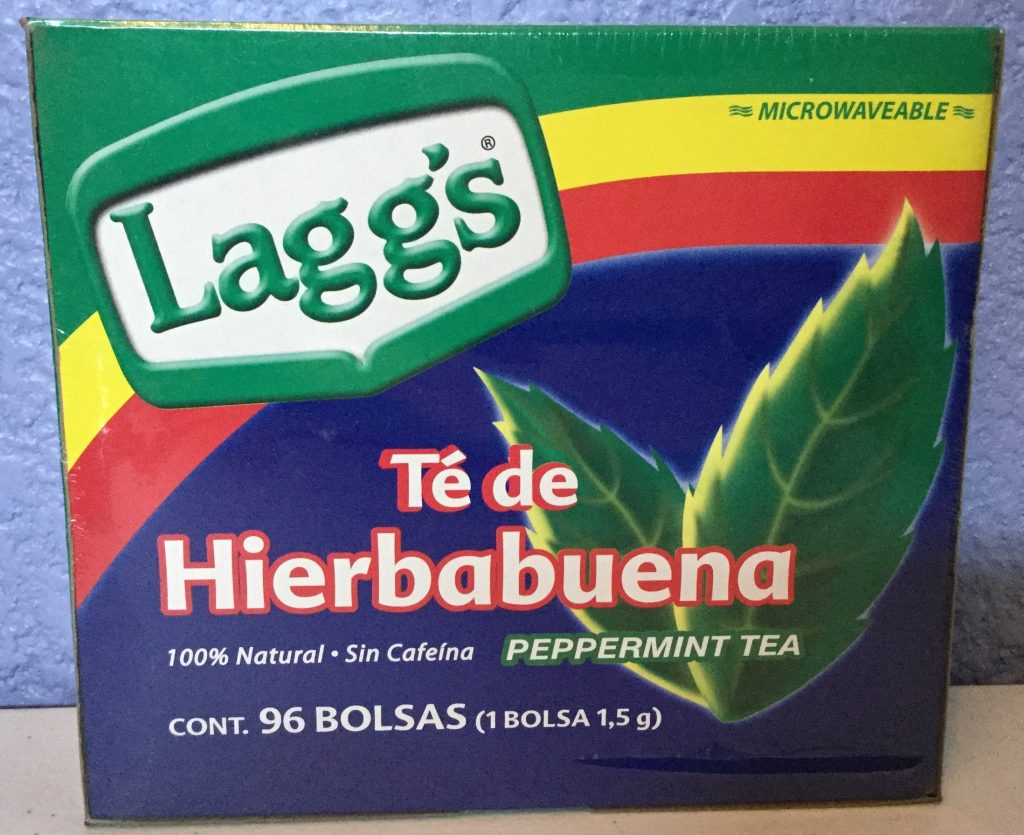 MICROWAVEABLE
Lagg's®
Té de
Hierbabuena
100% Natural • Sin Cafeína PEPPERMINT TEA
CONT. 96 BOLSAS (1 BOLSA 1,5 g)